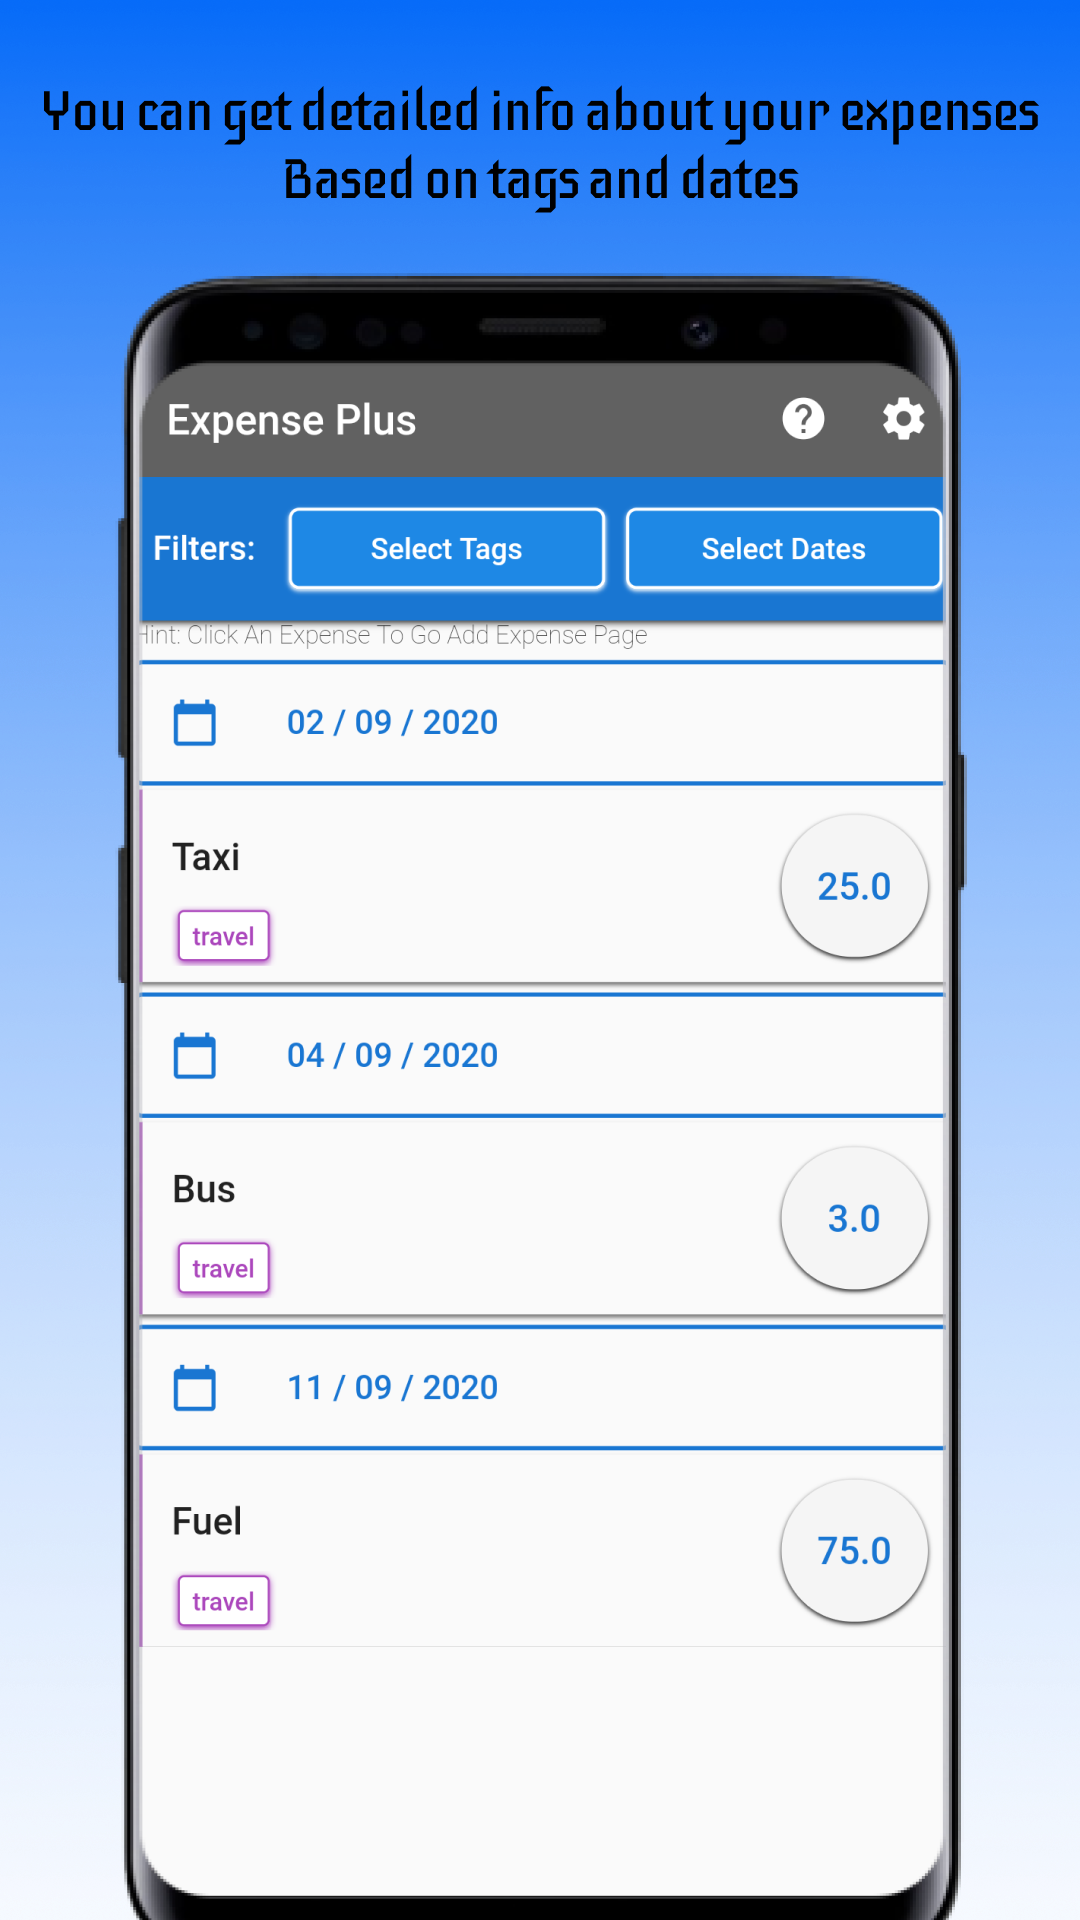 You can get detailed info about your expenses
Based on tags and dates
Expense Plus
Filters:
Select Tags
Select Dates
Hint: Click An Expense To Go Add Expense Page
02 / 09 / 2020
Taxi
25.0
travel
04 / 09 / 2020
Bus
3.0
travel
11 / 09 / 2020
Fuel
75.0
travel